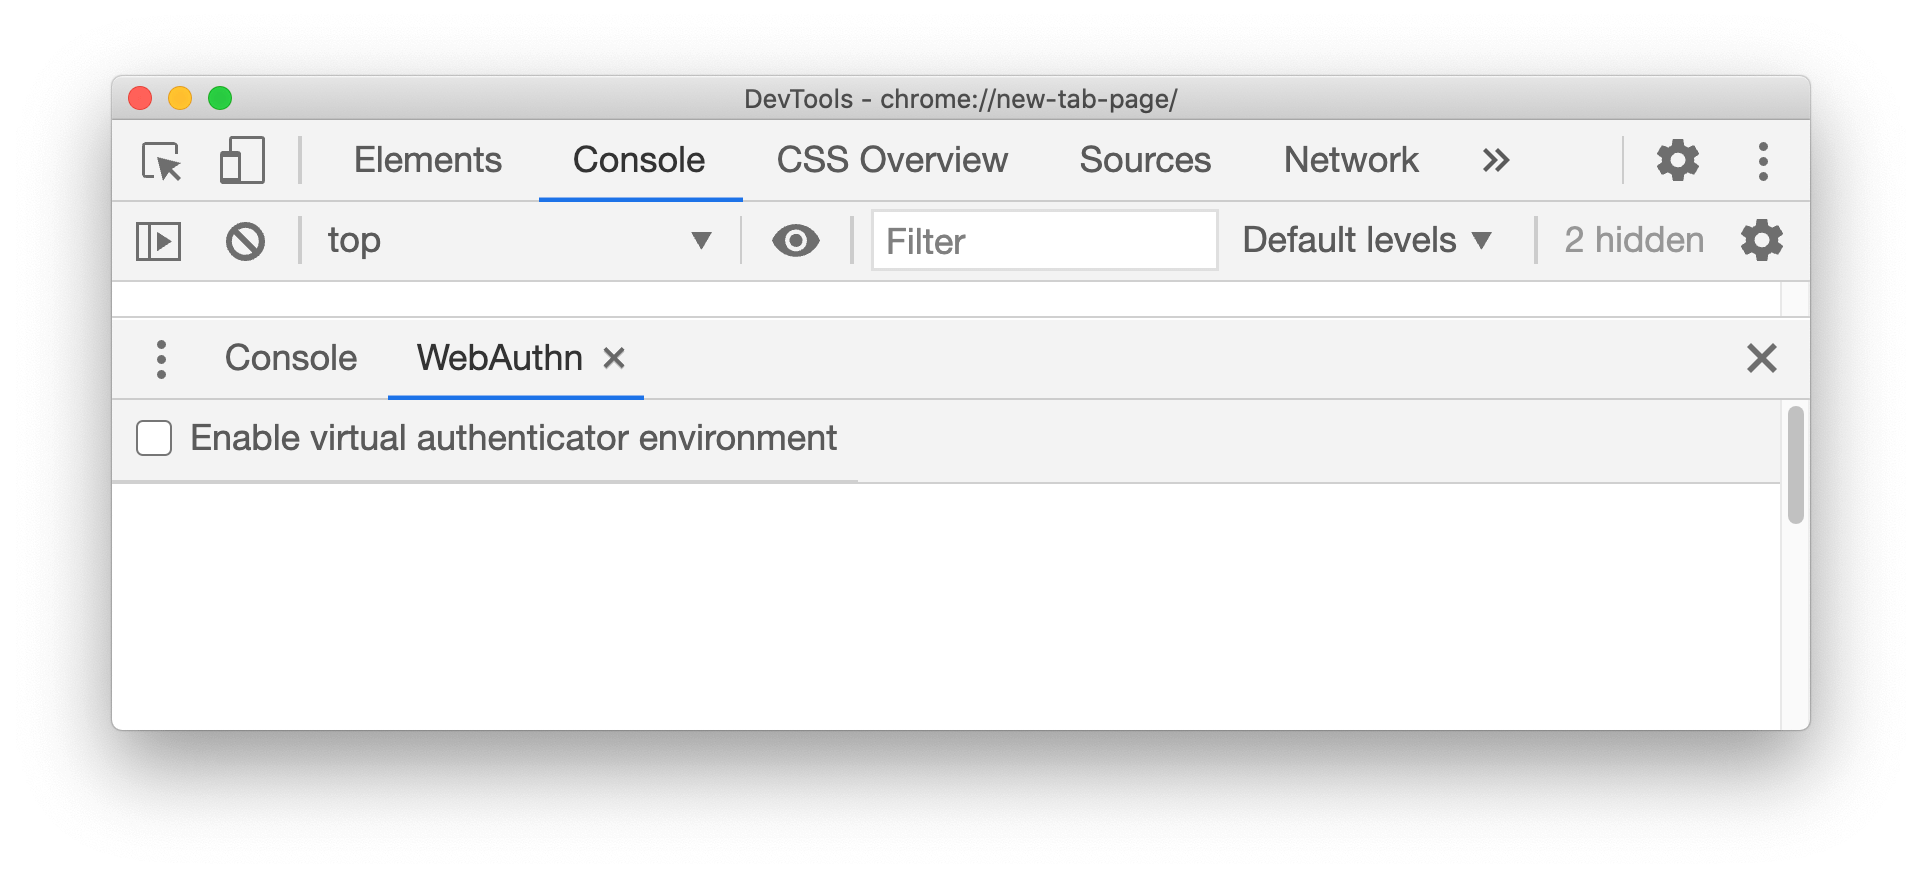 DevTools - chrome://new-tab-page/
Elements Console CSS Overview Sources Network
top Filter Default levels 2 hidden
Console WebAuthn
Enable virtual authenticator environment